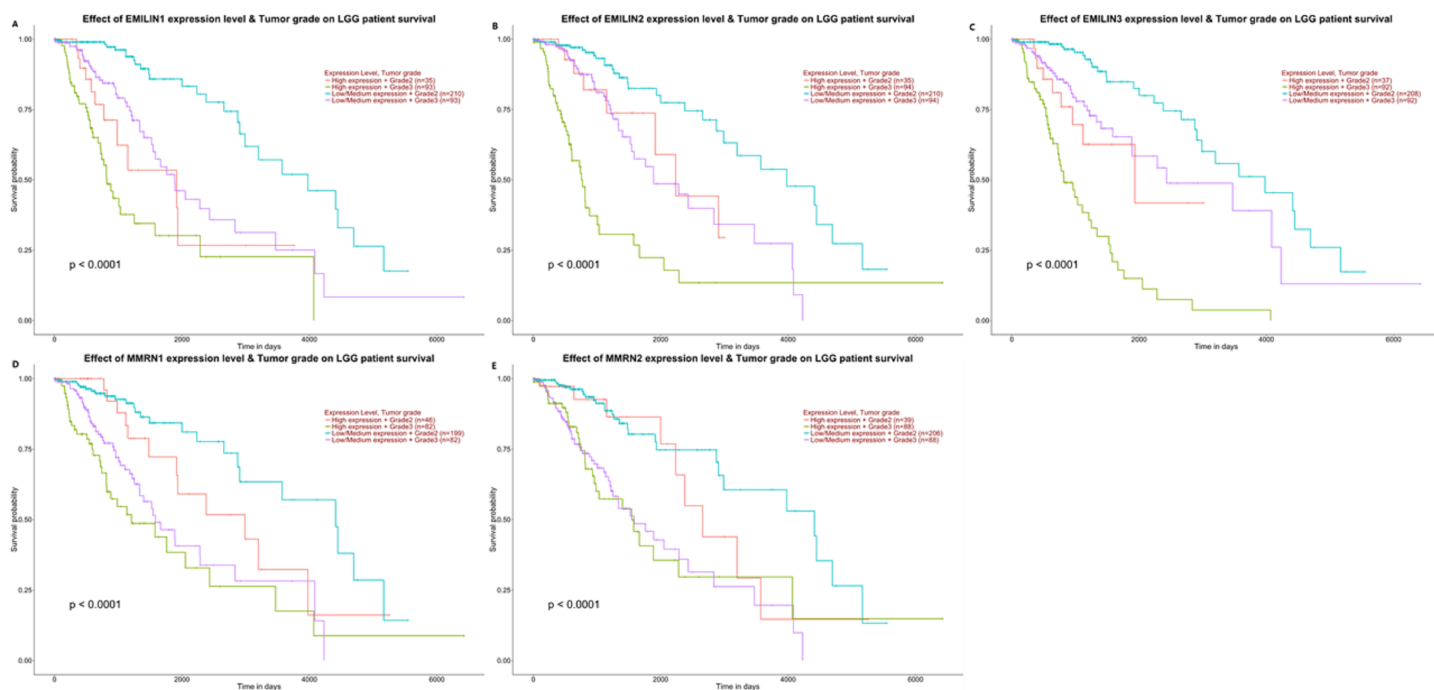 A
Effect of EMILIN1 expression level & Tumor grade on LGG patient survival
1.00
0.75
0.50
0.25
0.00
Survival probability
Expression Level, Tumor grade
High expression + Grade2 (n=35)
High expression + Grade3 (n=93)
Low/Medium expression + Grade2 (n=210)
Low/Medium expression + Grade3 (n=93)
p < 0.0001
0
2000
4000
6000
Time in days
B
Effect of EMILIN2 expression level & Tumor grade on LGG patient survival
1.00
0.75
0.50
0.25
0.00
Survival probability
Expression Level, Tumor grade
High expression + Grade2 (n=35)
High expression + Grade3 (n=94)
Low/Medium expression + Grade2 (n=210)
Low/Medium expression + Grade3 (n=94)
p < 0.0001
0
2000
4000
6000
Time in days
C
Effect of EMILIN3 expression level & Tumor grade on LGG patient survival
1.00
0.75
0.50
0.25
0.00
Survival probability
Expression Level, Tumor grade
High expression + Grade2 (n=37)
High expression + Grade3 (n=92)
Low/Medium expression + Grade2 (n=208)
Low/Medium expression + Grade3 (n=92)
p < 0.0001
0
2000
4000
6000
Time in days
D
Effect of MMRN1 expression level & Tumor grade on LGG patient survival
1.00
0.75
0.50
0.25
0.00
Survival probability
Expression Level, Tumor grade
High expression + Grade2 (n=46)
High expression + Grade3 (n=82)
Low/Medium expression + Grade2 (n=199)
Low/Medium expression + Grade3 (n=82)
p < 0.0001
0
2000
4000
6000
Time in days
E
Effect of MMRN2 expression level & Tumor grade on LGG patient survival
1.00
0.75
0.50
0.25
0.00
Survival probability
Expression Level, Tumor grade
High expression + Grade2 (n=39)
High expression + Grade3 (n=88)
Low/Medium expression + Grade2 (n=206)
Low/Medium expression + Grade3 (n=88)
p < 0.0001
0
2000
4000
6000
Time in days